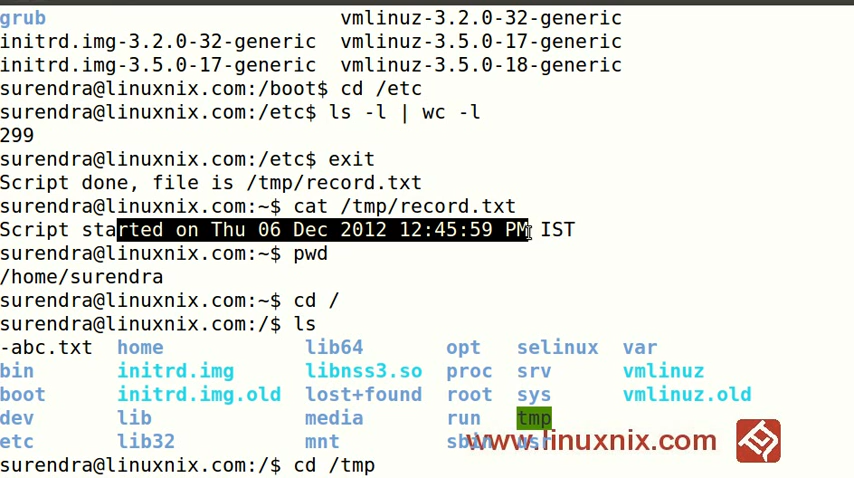 grub vmlinuz-3.2.0-32-generic
initrd.img-3.2.0-32-generic vmlinuz-3.5.0-17-generic
initrd.img-3.5.0-17-generic vmlinuz-3.5.0-18-generic
surendra@linuxnix.com:/boot$ cd /etc
surendra@linuxnix.com:/etc$ ls -l | wc -l
299
surendra@linuxnix.com:/etc$ exit
Script done, file is /tmp/record.txt
surendra@linuxnix.com:~$ cat /tmp/record.txt
Script started on Thu 06 Dec 2012 12:45:59 PM IST
surendra@linuxnix.com:~$ pwd
/home/surendra
surendra@linuxnix.com:~$ cd /
surendra@linuxnix.com:/$ ls
-abc.txt home lib64 opt selinux var
bin initrd.img libnss3.so proc srv vmlinuz
boot initrd.img.old lost+found root sys vmlinuz.old
dev lib media run tmp
etc lib32 mnt sbin usr
www.linuxnix.com
surendra@linuxnix.com:/$ cd /tmp